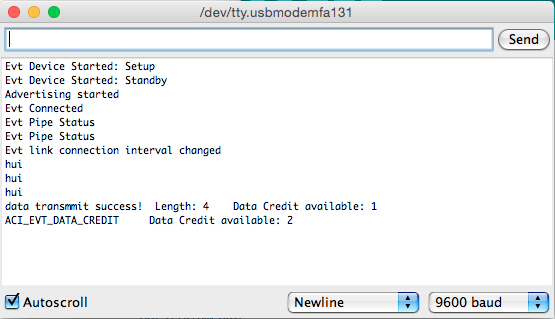 /dev/tty.usbmodemfa131
Send
Evt Device Started: Setup
Evt Device Started: Standby
Advertising started
Evt Connected
Evt Pipe Status
Evt Pipe Status
Evt link connection interval changed
hui
hui
hui
data transmmit success!  Length: 4    Data Credit available: 1
ACI_EVT_DATA_CREDIT     Data Credit available: 2
Autoscroll Newline 9600 baud